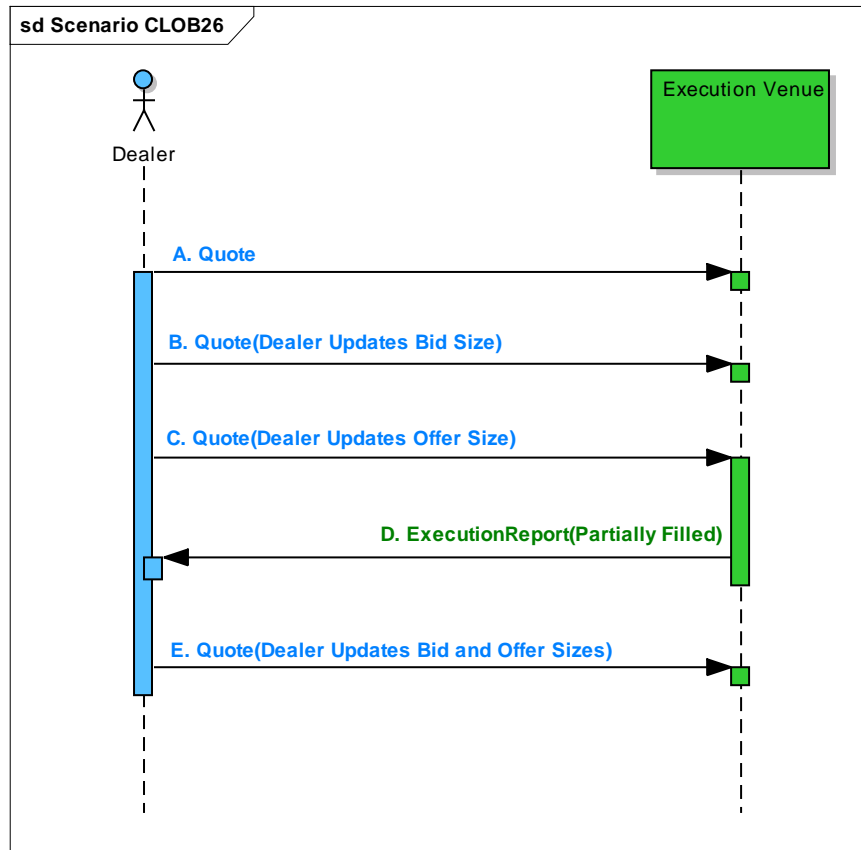 sd Scenario CLOB26
Dealer
Execution Venue
A. Quote
B. Quote(Dealer Updates Bid Size)
C. Quote(Dealer Updates Offer Size)
D. ExecutionReport(Partially Filled)
E. Quote(Dealer Updates Bid and Offer Sizes)